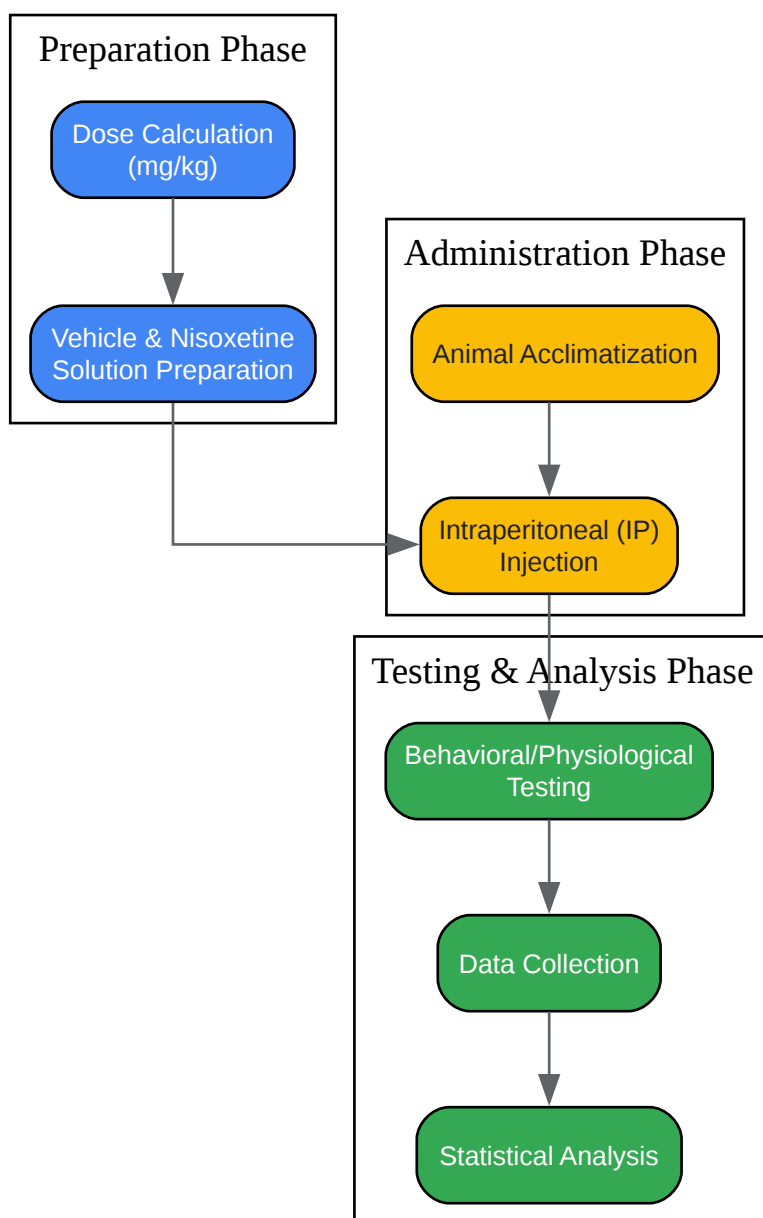 Preparation Phase
Dose Calculation
(mg/kg)
Vehicle & Nisoxetine
Solution Preparation
Administration Phase
Animal Acclimatization
Intraperitoneal (IP)
Injection
Testing & Analysis Phase
Behavioral/Physiological
Testing
Data Collection
Statistical Analysis